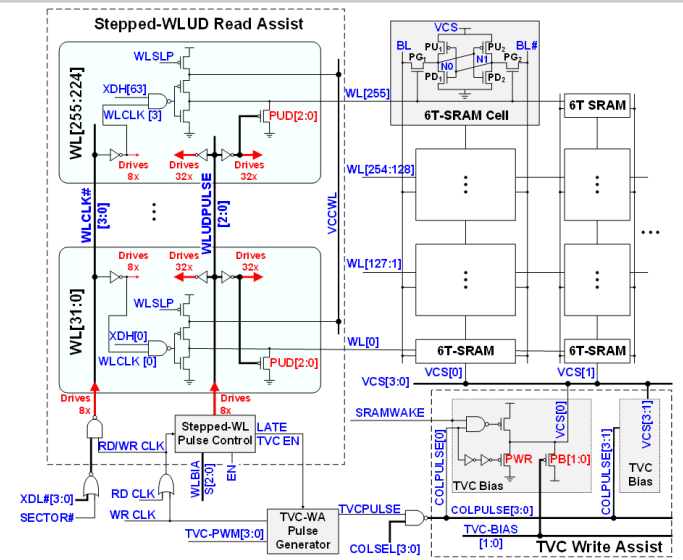 Stepped-WLUD Read Assist
WL[255:224]
WLSLP
XDH[63]
WLCLK [3]
PUD[2:0]
Drives
8x
Drives
32x
Drives
32x
WLCLK#
[3:0]
WLUDPULSE
[2:0]
VCCWL
WL[31:0]
Drives
8x
Drives
32x
Drives
32x
WLSLP
XDH[0]
WLCLK [0]
PUD[2:0]
Drives
8x
Drives
8x
VCS
BL
BL#
PU1
PU2
PG1
PG2
N0
N1
PD1
PD2
6T-SRAM Cell
WL[255]
6T SRAM
WL[254:128]
WL[127:1]
WL[0]
6T-SRAM
6T-SRAM
VCS[0]
VCS[1]
VCS[3:0]
Stepped-WL
Pulse Control
LATE
TVC EN
RD/WR CLK
WLBIA
S[2:0]
EN
XDL#[3:0]
SECTOR#
RD CLK
WR CLK
TVC-PWM[3:0]
TVC-WA
Pulse
Generator
TVCPULSE
COLSEL[3:0]
SRAMWAKE
COLPULSE[0]
PWR
PB[1:0]
VCS[0]
TVC Bias
COLPULSE[3:1]
VCS[3:1]
TVC
Bias
COLPULSE[3:0]
TVC-BIAS
[1:0]
TVC Write Assist